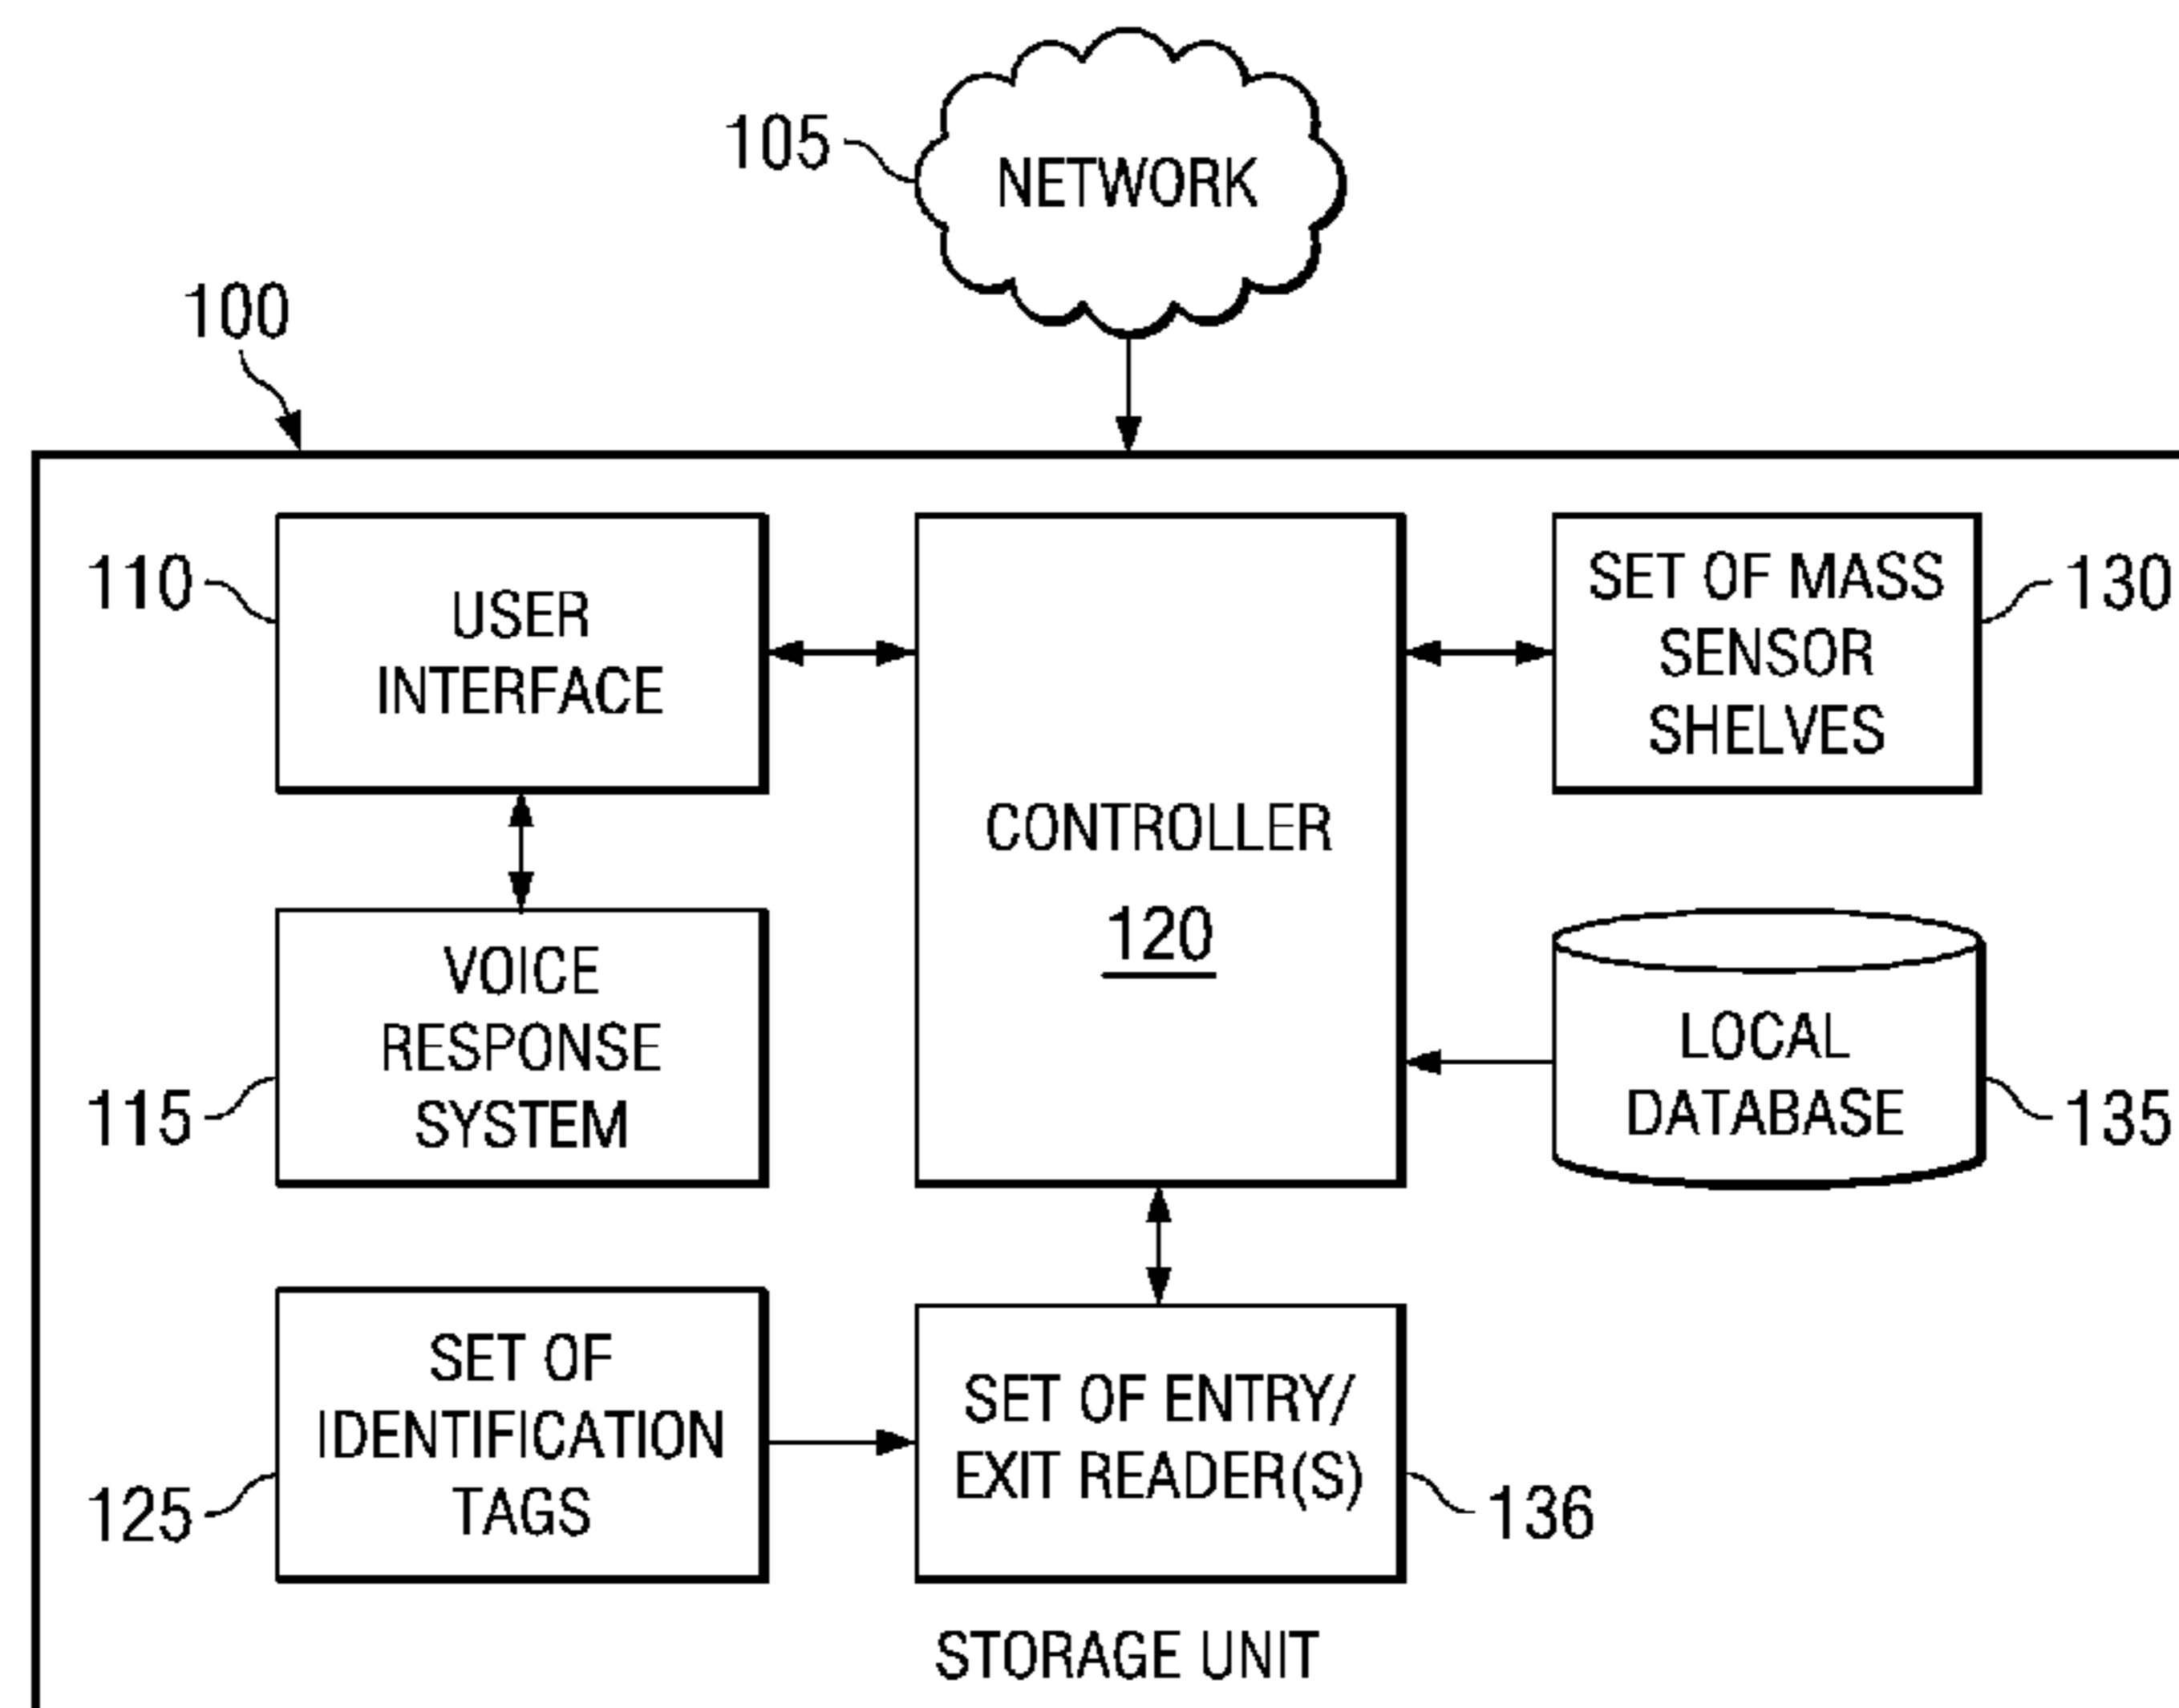 105
NETWORK
100
110
USER
INTERFACE
CONTROLLER
120
SET OF MASS
SENSOR
SHELVES
130
115
VOICE
RESPONSE
SYSTEM
LOCAL
DATABASE
135
125
SET OF
IDENTIFICATION
TAGS
SET OF ENTRY/
EXIT READER(S)
136
STORAGE UNIT